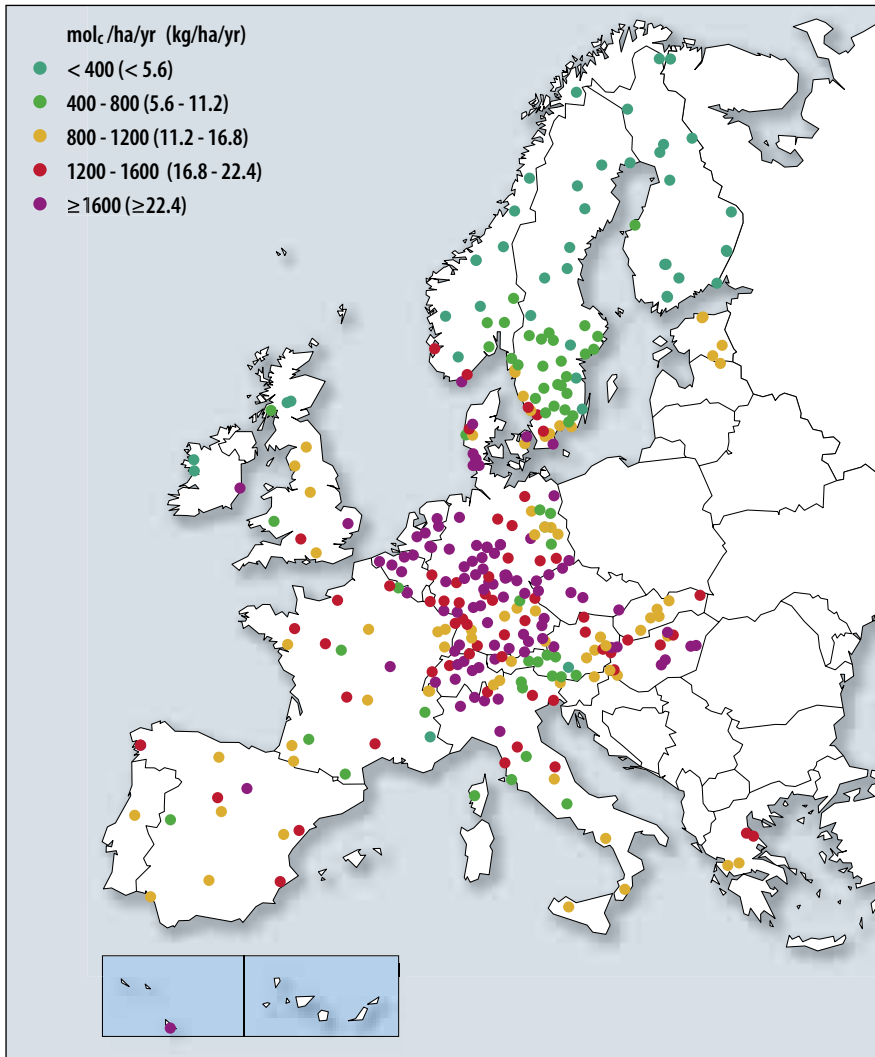 molc /ha/yr (kg/ha/yr)
< 400 (< 5.6)
400 - 800 (5.6 - 11.2)
800 - 1200 (11.2 - 16.8)
1200 - 1600 (16.8 - 22.4)
≥1600 (≥22.4)